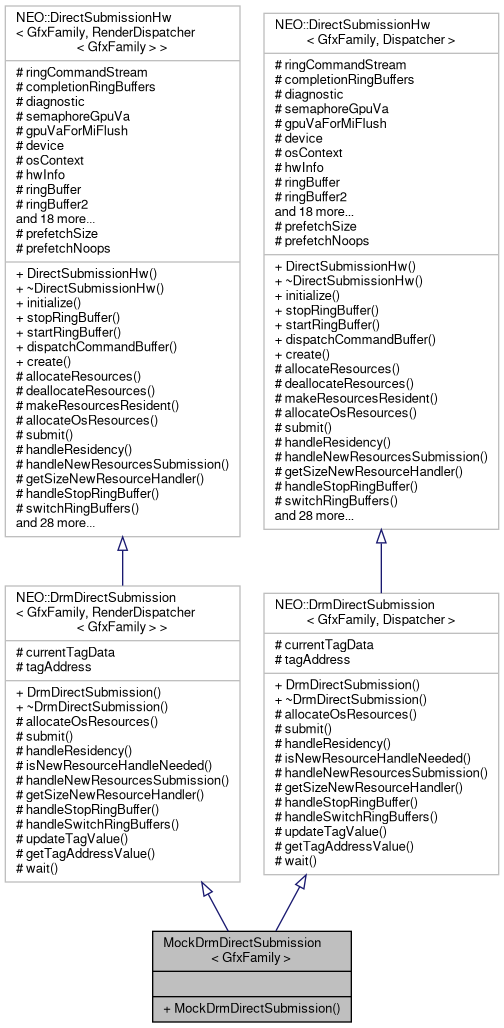 NEO::DirectSubmissionHw
< GfxFamily, RenderDispatcher
< GfxFamily > >
# ringCommandStream
# completionRingBuffers
# diagnostic
# semaphoreGpuVa
# gpuVaForMiFlush
# device
# osContext
# hwInfo
# ringBuffer
# ringBuffer2
and 18 more...
# prefetchSize
# prefetchNoops
+ DirectSubmissionHw()
+ ~DirectSubmissionHw()
+ initialize()
+ stopRingBuffer()
+ startRingBuffer()
+ dispatchCommandBuffer()
+ create()
# allocateResources()
# deallocateResources()
# makeResourcesResident()
# allocateOsResources()
# submit()
# handleResidency()
# handleNewResourcesSubmission()
# getSizeNewResourceHandler()
# handleStopRingBuffer()
# switchRingBuffers()
and 28 more...
NEO::DirectSubmissionHw
< GfxFamily, Dispatcher >
# ringCommandStream
# completionRingBuffers
# diagnostic
# semaphoreGpuVa
# gpuVaForMiFlush
# device
# osContext
# hwInfo
# ringBuffer
# ringBuffer2
and 18 more...
# prefetchSize
# prefetchNoops
+ DirectSubmissionHw()
+ ~DirectSubmissionHw()
+ initialize()
+ stopRingBuffer()
+ startRingBuffer()
+ dispatchCommandBuffer()
+ create()
# allocateResources()
# deallocateResources()
# makeResourcesResident()
# allocateOsResources()
# submit()
# handleResidency()
# handleNewResourcesSubmission()
# getSizeNewResourceHandler()
# handleStopRingBuffer()
# switchRingBuffers()
and 28 more...
NEO::DrmDirectSubmission
< GfxFamily, RenderDispatcher
< GfxFamily > >
# currentTagData
# tagAddress
+ DrmDirectSubmission()
+ ~DrmDirectSubmission()
# allocateOsResources()
# submit()
# handleResidency()
# isNewResourceHandleNeeded()
# handleNewResourcesSubmission()
# getSizeNewResourceHandler()
# handleStopRingBuffer()
# handleSwitchRingBuffers()
# updateTagValue()
# getTagAddressValue()
# wait()
NEO::DrmDirectSubmission
< GfxFamily, Dispatcher >
# currentTagData
# tagAddress
+ DrmDirectSubmission()
+ ~DrmDirectSubmission()
# allocateOsResources()
# submit()
# handleResidency()
# isNewResourceHandleNeeded()
# handleNewResourcesSubmission()
# getSizeNewResourceHandler()
# handleStopRingBuffer()
# handleSwitchRingBuffers()
# updateTagValue()
# getTagAddressValue()
# wait()
MockDrmDirectSubmission
< GfxFamily >
+ MockDrmDirectSubmission()